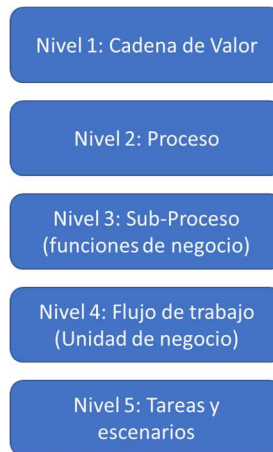 Nivel 1: Cadena de Valor
Nivel 2: Proceso
Nivel 3: Sub-Proceso
(funciones de negocio)
Nivel 4: Flujo de trabajo
(Unidad de negocio)
Nivel 5: Tareas y
escenarios